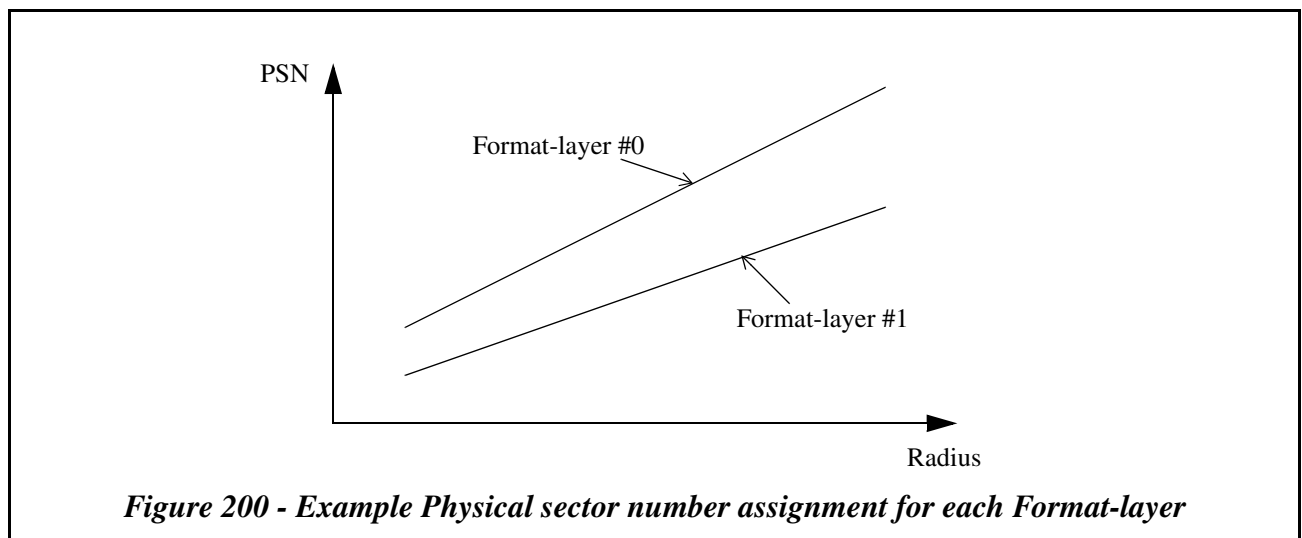 PSN
Format-layer #0
Format-layer #1
Radius
Figure 200 - Example Physical sector number assignment for each Format-layer